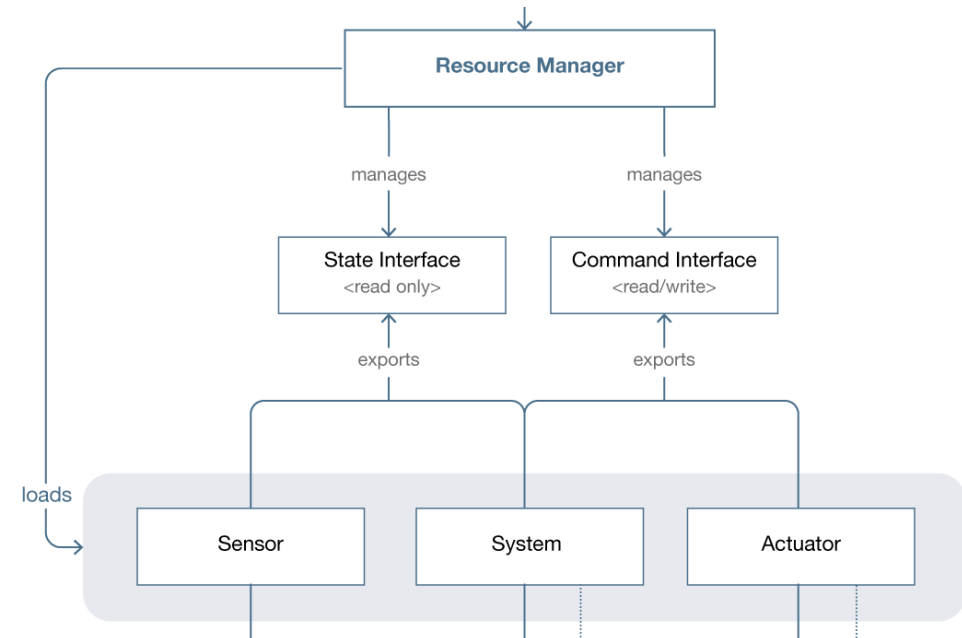 Resource Manager
manages
manages
State Interface
<read only>
Command Interface
<read/write>
exports
exports
loads
Sensor
System
Actuator